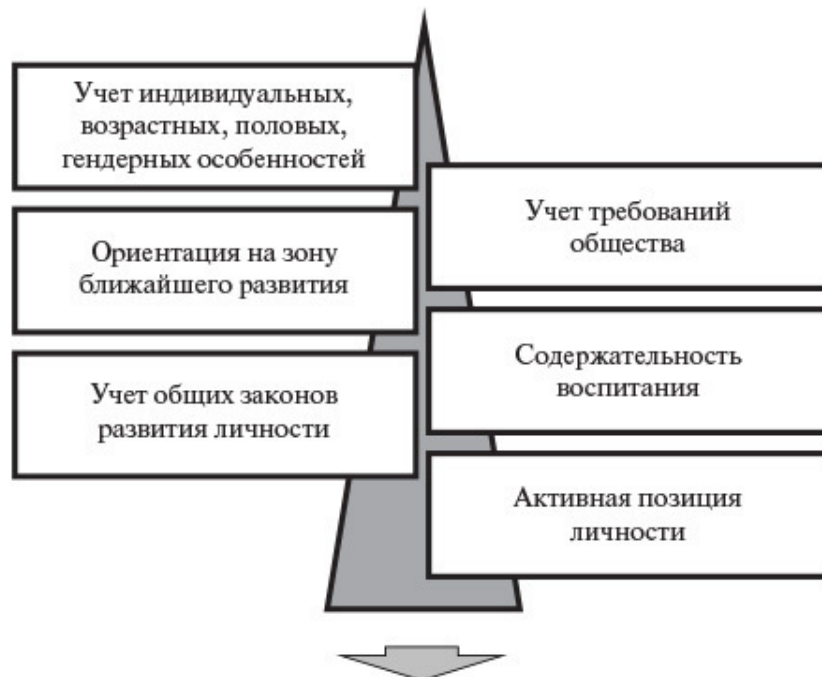 Учет индивидуальных,
возрастных, половых,
гендерных особенностей
Ориентация на зону
ближайшего развития
Учет общих законов
развития личности
Учет требований
общества
Содержательность
воспитания
Активная позиция
личности